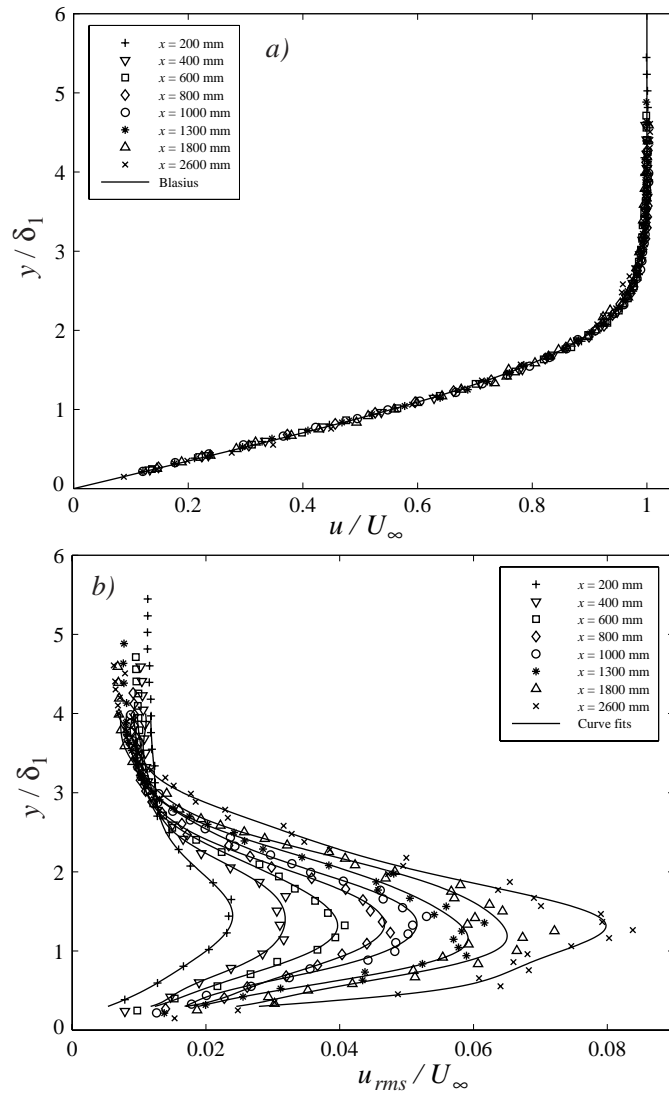 6
5
4
3
2
1
0
y / δ1
a)
x = 200 mm
x = 400 mm
x = 600 mm
x = 800 mm
x = 1000 mm
x = 1300 mm
x = 1800 mm
x = 2600 mm
Blasius
0 0.2 0.4 0.6 0.8 1
u / U∞
6
5
4
3
2
1
0
y / δ1
b)
x = 200 mm
x = 400 mm
x = 600 mm
x = 800 mm
x = 1000 mm
x = 1300 mm
x = 1800 mm
x = 2600 mm
Curve fits
0 0.02 0.04 0.06 0.08
urms / U∞